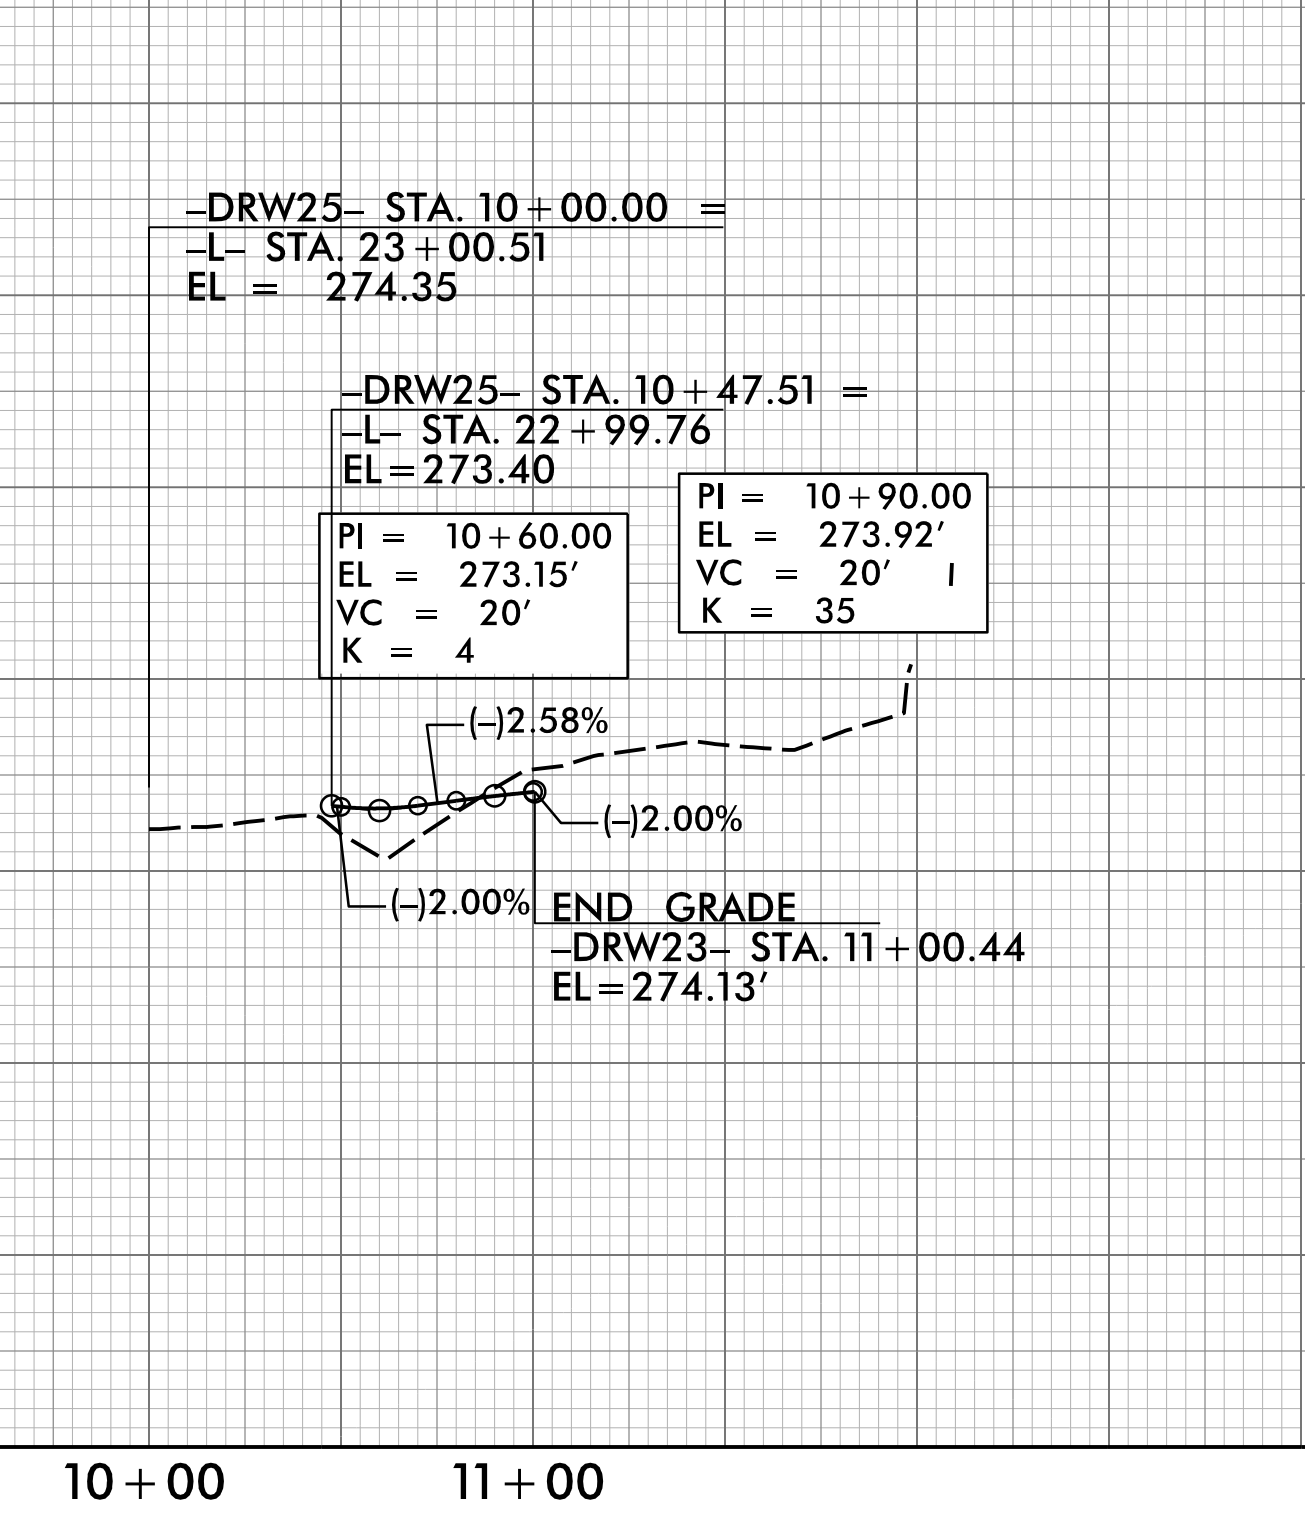 –DRW25– STA. 10+00.00 =
–L– STA. 23+00.51
EL = 274.35
–DRW25– STA. 10+47.51 =
–L– STA. 22+99.76
EL=273.40
PI = 10+60.00
EL = 273.15′
VC = 20′
K = 4
PI = 10+90.00
EL = 273.92′
VC = 20′
K = 35
(–)2.58%
(–)2.00%
(–)2.00%
END GRADE
–DRW23– STA. 11+00.44
EL=274.13′
10+00
11+00